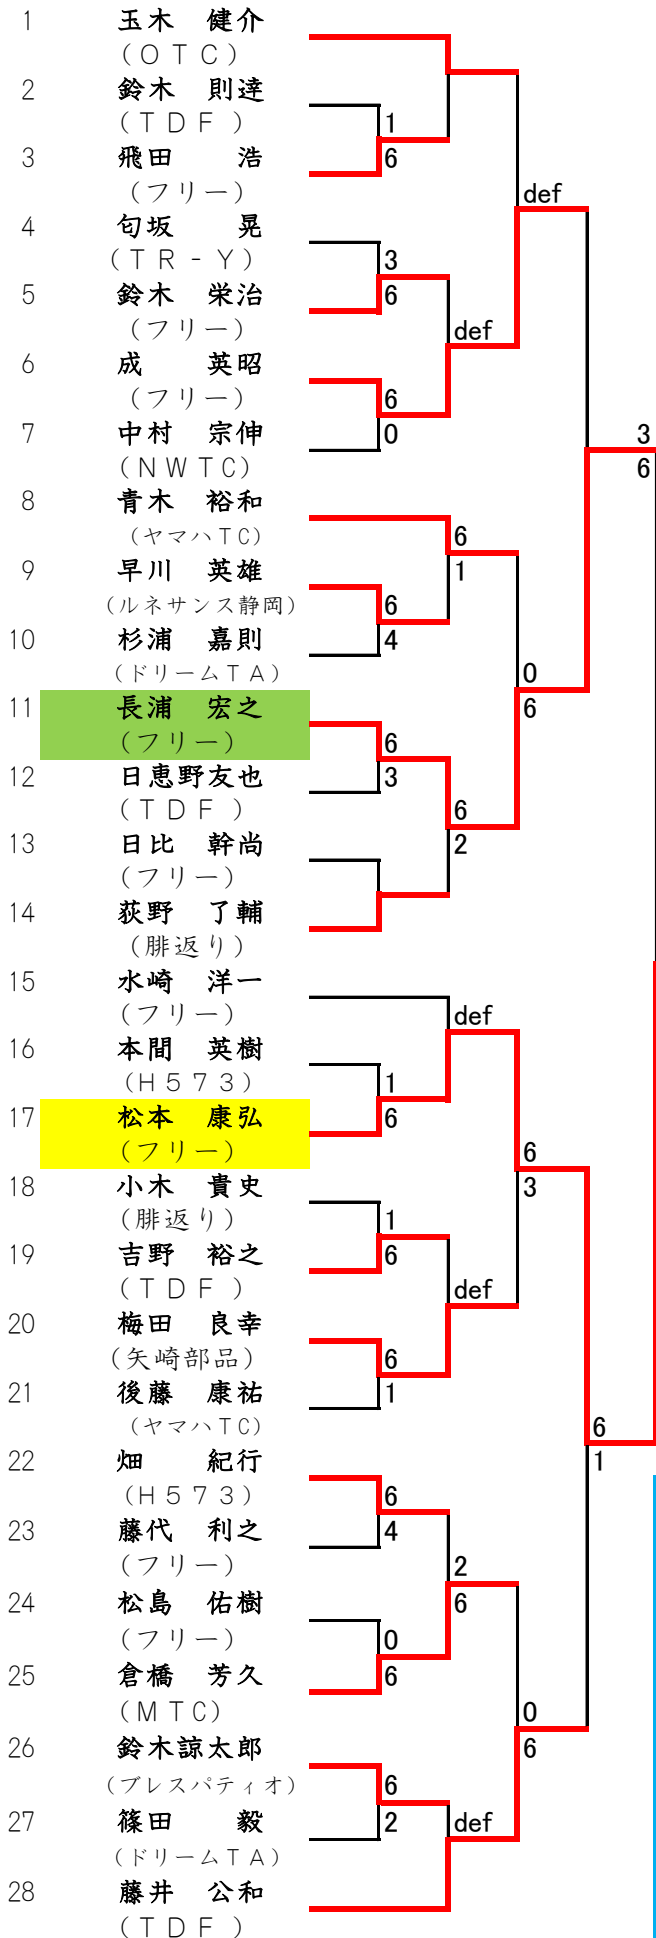 1 玉木 健介
(OTC)
2 鈴木 則達
(TDF)
1
3 飛田 浩
6
(フリー)
def
4 匂坂 晃
(TR-Y)
3
5 鈴木 栄治
6
(フリー)
def
6 成 英昭
(フリー)
6
7 中村 宗伸
0
3
(NWTC)
6
8 青木 裕和
(ヤマハTC)
6
9 早川 英雄
1
(ルネサンス静岡)
6
10 杉浦 嘉則
4
(ドリームTA)
0
11 長浦 宏之
6
(フリー)
6
12 日恵野友也
3
(TDF)
6
13 日比 幹尚
2
(フリー)
14 荻野 了輔
(腓返り)
15 水崎 洋一
(フリー)
def
16 本間 英樹
(H573)
1
17 松本 康弘
6
(フリー)
6
18 小木 貴史
3
(腓返り)
1
19 吉野 裕之
6
(TDF)
def
20 梅田 良幸
(矢崎部品)
6
21 後藤 康祐
1
(ヤマハTC)
6
22 畑 紀行
1
(H573)
6
23 藤代 利之
4
(フリー)
2
24 松島 佑樹
6
(フリー)
0
25 倉橋 芳久
6
(MTC)
0
26 鈴木諒太郎
6
(ブレスパティオ)
6
27 篠田 毅
2
def
(ドリームTA)
28 藤井 公和
(TDF)